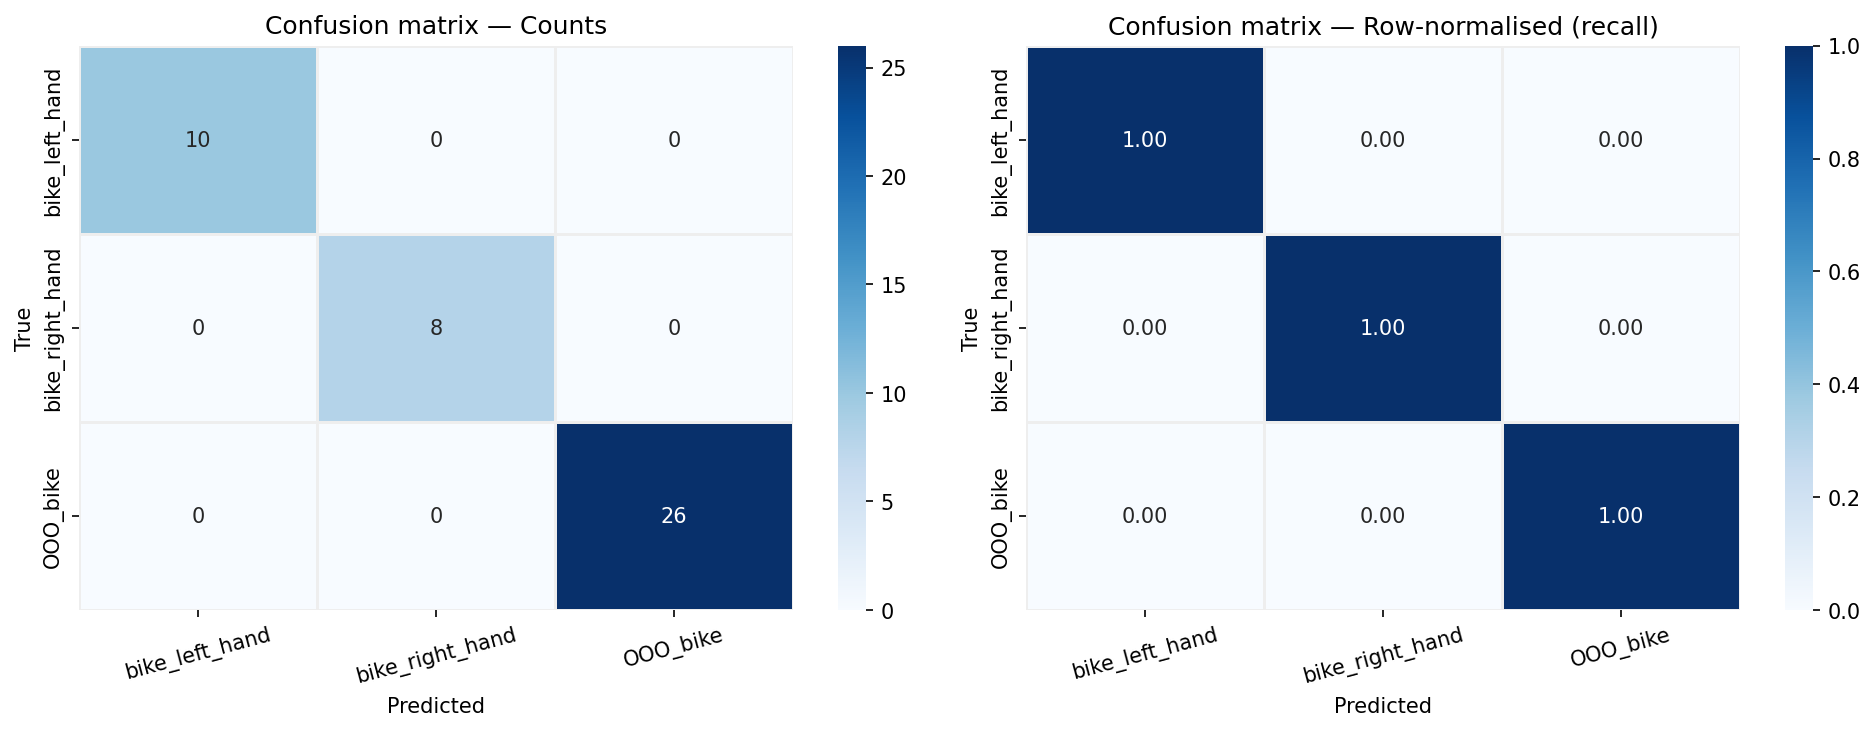 Confusion matrix — Counts
True
bike_left_hand
bike_right_hand
OOO_bike
10 0 0
0 8 0
0 0 26
bike_left_hand
bike_right_hand
OOO_bike
Predicted
25
20
15
10
5
0
Confusion matrix — Row-normalised (recall)
True
bike_left_hand
bike_right_hand
OOO_bike
1.00 0.00 0.00
0.00 1.00 0.00
0.00 0.00 1.00
bike_left_hand
bike_right_hand
OOO_bike
Predicted
1.0
0.8
0.6
0.4
0.2
0.0